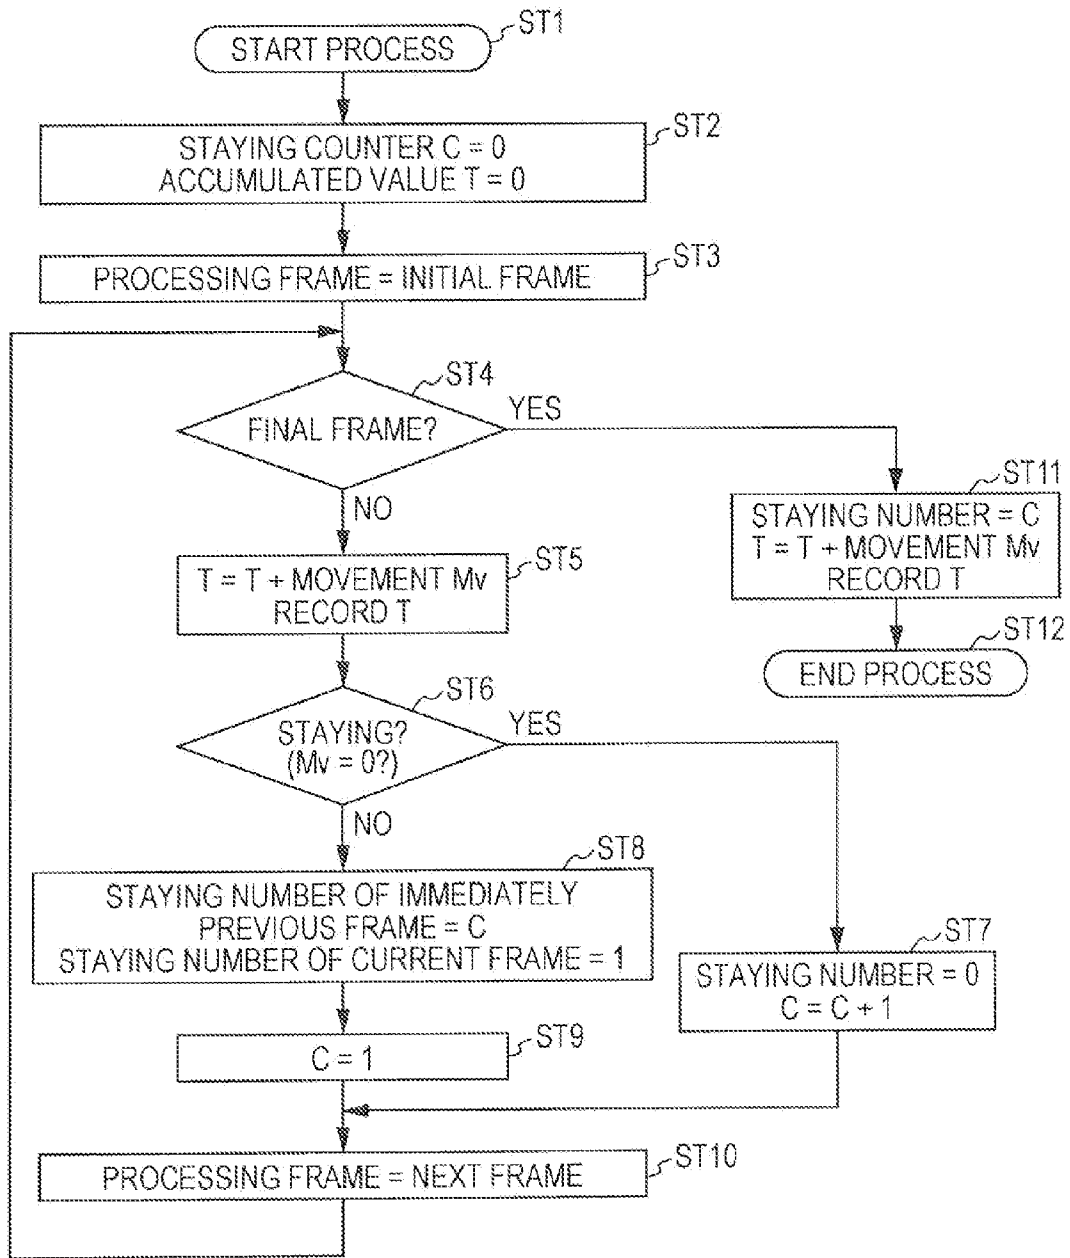 START PROCESS
ST1
STAYING COUNTER C = 0
ACCUMULATED VALUE T = 0
ST2
PROCESSING FRAME = INITIAL FRAME
ST3
FINAL FRAME?
ST4
YES
NO
STAYING NUMBER = C
T = T + MOVEMENT Mv
RECORD T
ST11
T = T + MOVEMENT Mv
RECORD T
ST5
END PROCESS
ST12
STAYING?
(Mv = 0?)
ST6
YES
NO
STAYING NUMBER OF IMMEDIATELY
PREVIOUS FRAME = C
STAYING NUMBER OF CURRENT FRAME = 1
ST8
STAYING NUMBER = 0
C = C + 1
ST7
C = 1
ST9
PROCESSING FRAME = NEXT FRAME
ST10